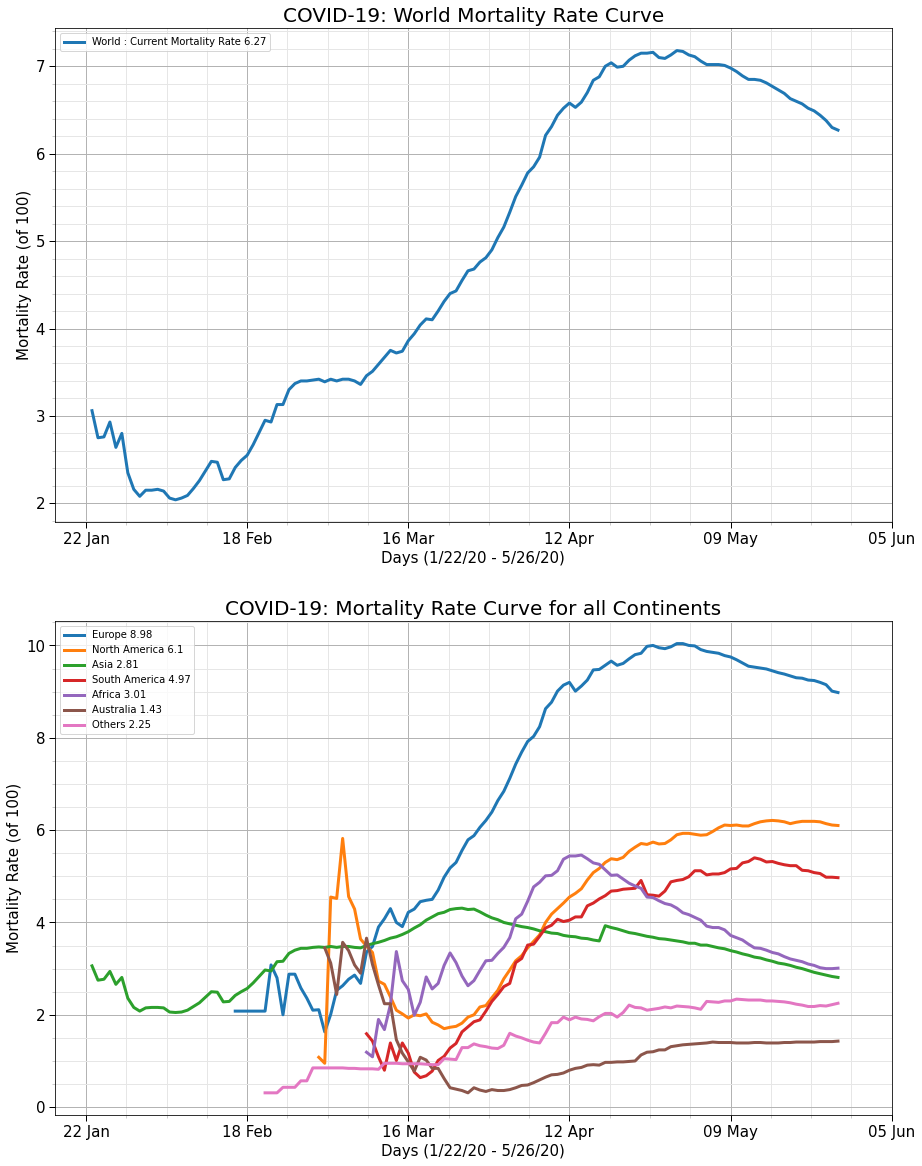 COVID-19: World Mortality Rate Curve
World : Current Mortality Rate 6.27
Mortality Rate (of 100)
7
6
5
4
3
2
22 Jan 18 Feb 16 Mar 12 Apr 09 May 05 Jun
Days (1/22/20 - 5/26/20)
COVID-19: Mortality Rate Curve for all Continents
Europe 8.98
North America 6.1
Asia 2.81
South America 4.97
Africa 3.01
Australia 1.43
Others 2.25
Mortality Rate (of 100)
10
8
6
4
2
0
22 Jan 18 Feb 16 Mar 12 Apr 09 May 05 Jun
Days (1/22/20 - 5/26/20)